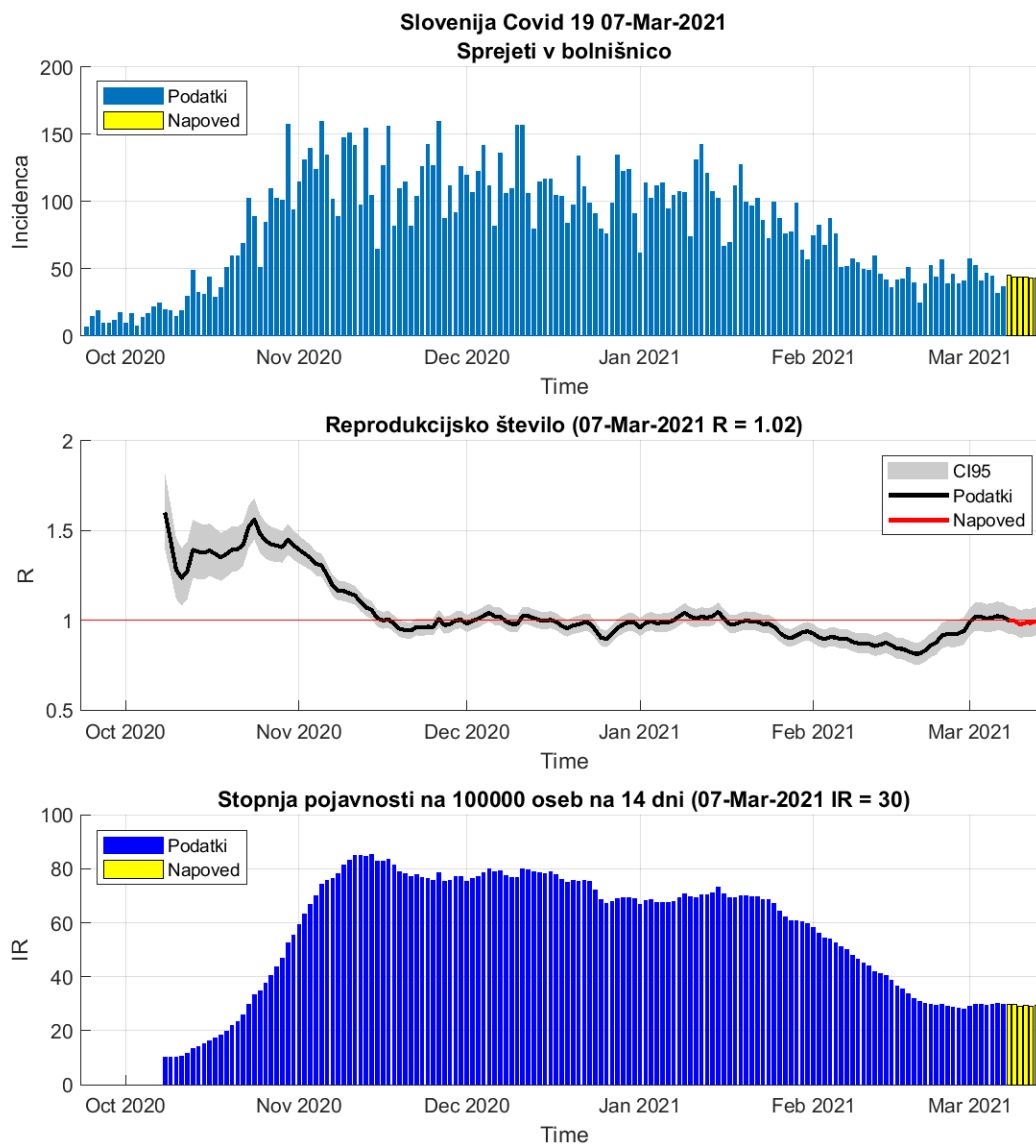 Slovenija Covid 19 07-Mar-2021
Sprejeti v bolnišnico
200
150
100
50
0
Incidenca
Podatki
Napoved
Oct 2020 Nov 2020 Dec 2020 Jan 2021 Feb 2021 Mar 2021
Time
Reprodukcijsko število (07-Mar-2021 R = 1.02)
2
1.5
1
0.5
R
CI95
Podatki
Napoved
Oct 2020 Nov 2020 Dec 2020 Jan 2021 Feb 2021 Mar 2021
Time
Stopnja pojavnosti na 100000 oseb na 14 dni (07-Mar-2021 IR = 30)
100
80
60
40
20
0
IR
Podatki
Napoved
Oct 2020 Nov 2020 Dec 2020 Jan 2021 Feb 2021 Mar 2021
Time